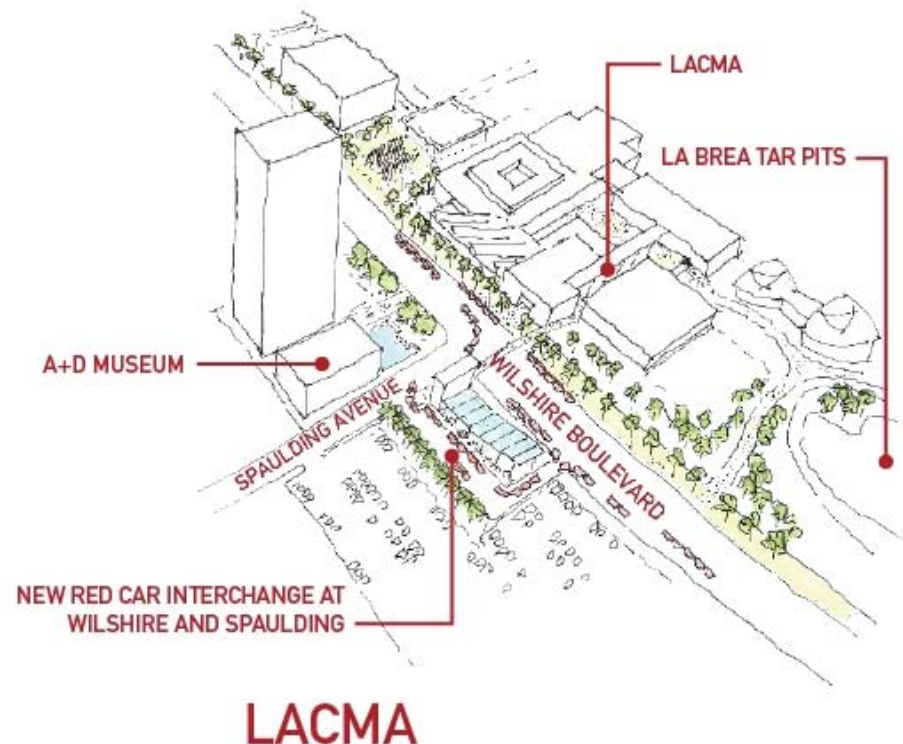 LACMA
LA BREA TAR PITS
A+D MUSEUM
WILSHIRE BOULEVARD
SPAULDING AVENUE
NEW RED CAR INTERCHANGE AT
WILSHIRE AND SPAULDING
LACMA